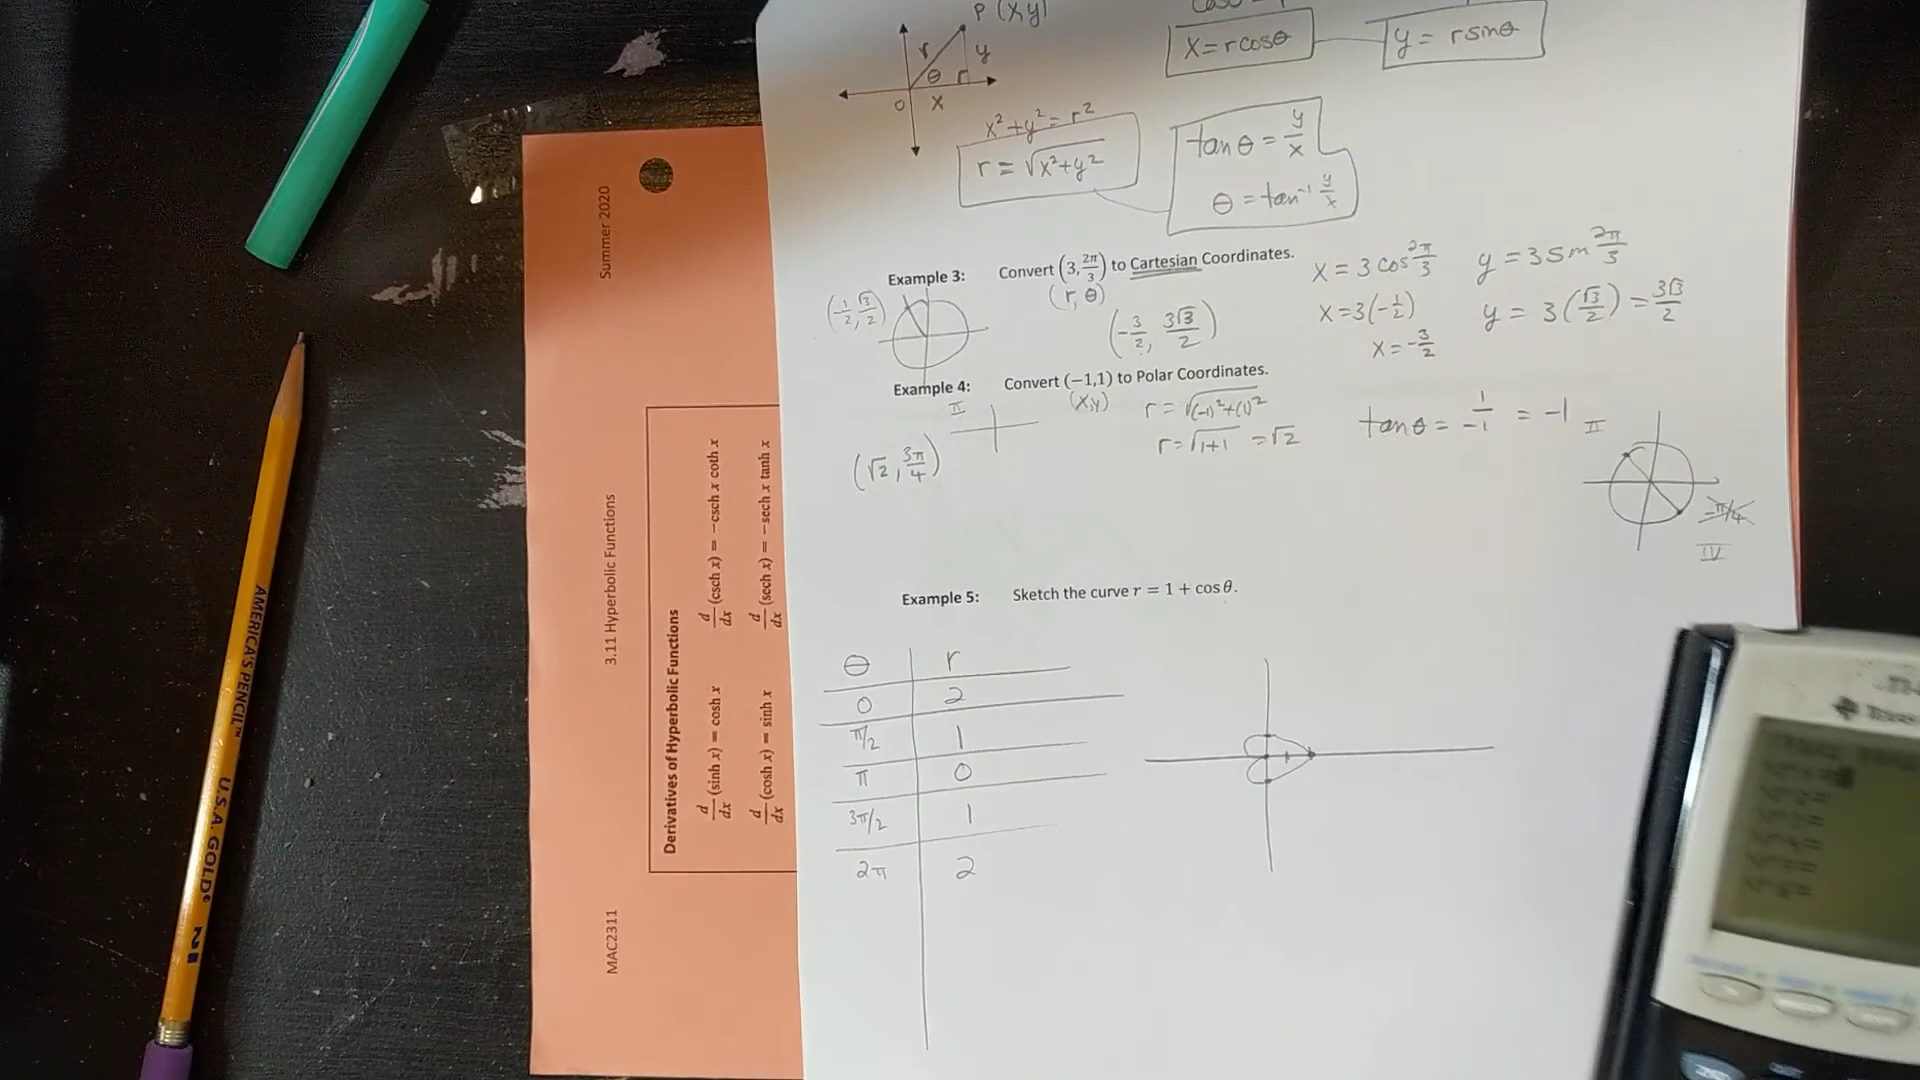 P (x,y)
r
y
θ
O
x
x = r cosθ
y = r sinθ
x² + y² = r²
r = √x²+y²
tan θ = y/x
θ = tan⁻¹ y/x
Example 3: Convert (3, 2π/3) to Cartesian Coordinates.
(r, θ)
(-1/2, √3/2)
(-3/2, 3√3/2)
x = 3 cos 2π/3
x = 3(-1/2)
x = -3/2
y = 3 sin 2π/3
y = 3(√3/2) = 3√3/2
Example 4: Convert (−1,1) to Polar Coordinates.
(x,y)
II
r = √(-1)²+(1)²
r = √1+1 = √2
tan θ = 1/-1 = -1
II
-π/4
IV
(√2, 3π/4)
Example 5: Sketch the curve r = 1 + cos θ.
θ r
0 2
π/2 1
π 0
3π/2 1
2π 2
Summer 2020
3.11 Hyperbolic Functions
MAC2311
Derivatives of Hyperbolic Functions
d/dx (sinh x) = cosh x
d/dx (csch x) = −csch x coth x
d/dx (cosh x) = sinh x
d/dx (sech x) = −sech x tanh x
AMERICA'S PENCIL™
U.S.A. GOLD®